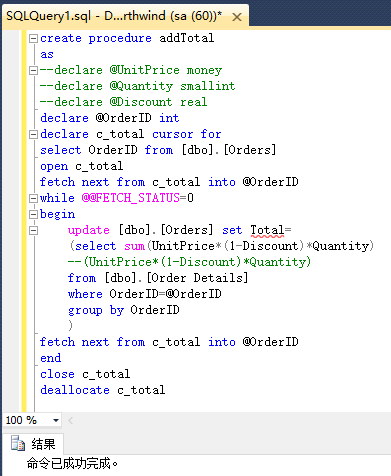 SQLQuery1.sql - D...rthwind (sa (60))*
create procedure addTotal
as
--declare @UnitPrice money
--declare @Quantity smallint
--declare @Discount real
declare @OrderID int
declare c_total cursor for
select OrderID from [dbo].[Orders]
open c_total
fetch next from c_total into @OrderID
while @@FETCH_STATUS=0
begin
update [dbo].[Orders] set Total=
(select sum(UnitPrice*(1-Discount)*Quantity)
--(UnitPrice*(1-Discount)*Quantity)
from [dbo].[Order Details]
where OrderID=@OrderID
group by OrderID
)
fetch next from c_total into @OrderID
end
close c_total
deallocate c_total
100 %
结果
命令已成功完成。